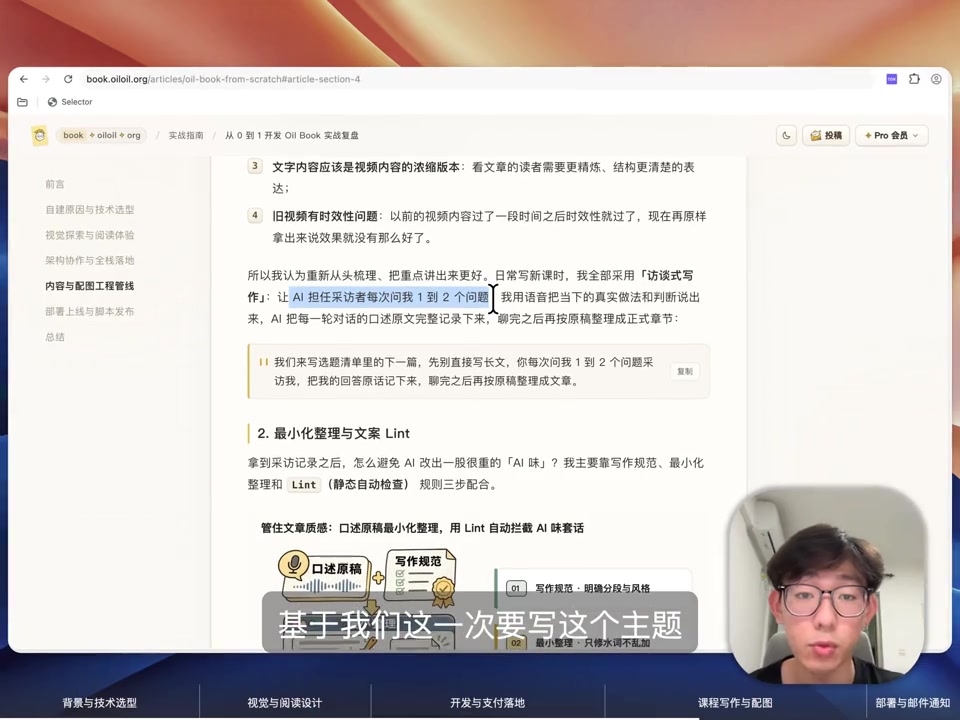 book.oiloil.org/articles/oil-book-from-scratch#article-section-4
Selector
book ✦ oiloil ✦ org / 实战指南 / 从 0 到 1 开发 Oil Book 实战复盘
投稿
Pro 会员
前言
自建原因与技术选型
视觉探索与阅读体验
架构协作与全栈落地
内容与配图工程管线
部署上线与脚本发布
总结
3 文字内容应该是视频内容的浓缩版本：看文章的读者需要更精炼、结构更清楚的表
达；
4 旧视频有时效性问题：以前的视频内容过了一段时间之后时效性就过了，现在再原样
拿出来说效果就没有那么好了。
所以我认为重新从头梳理、把重点讲出来更好。日常写新课时，我全部采用「访谈式写
作」：让 AI 担任采访者每次问我 1 到 2 个问题，我用语音把当下的真实做法和判断说出
来，AI 把每一轮对话的口述原文完整记录下来，聊完之后再按原稿整理成正式章节：
我们来写选题清单里的下一篇，先别直接写长文，你每次问我 1 到 2 个问题采
访我，把我的回答原话记下来，聊完之后再按原稿整理成文章。
复制
2. 最小化整理与文案 Lint
拿到采访记录之后，怎么避免 AI 改出一股很重的「AI 味」？我主要靠写作规范、最小化
整理和 Lint（静态自动检查） 规则三步配合。
管住文章质感：口述原稿最小化整理，用 Lint 自动拦截 AI 味套话
口述原稿
写作规范
01 写作规范 · 明确分段与风格
02 最小整理 · 只修水词不乱加
基于我们这一次要写这个主题
背景与技术选型
视觉与阅读设计
开发与支付落地
课程写作与配图
部署与邮件通知